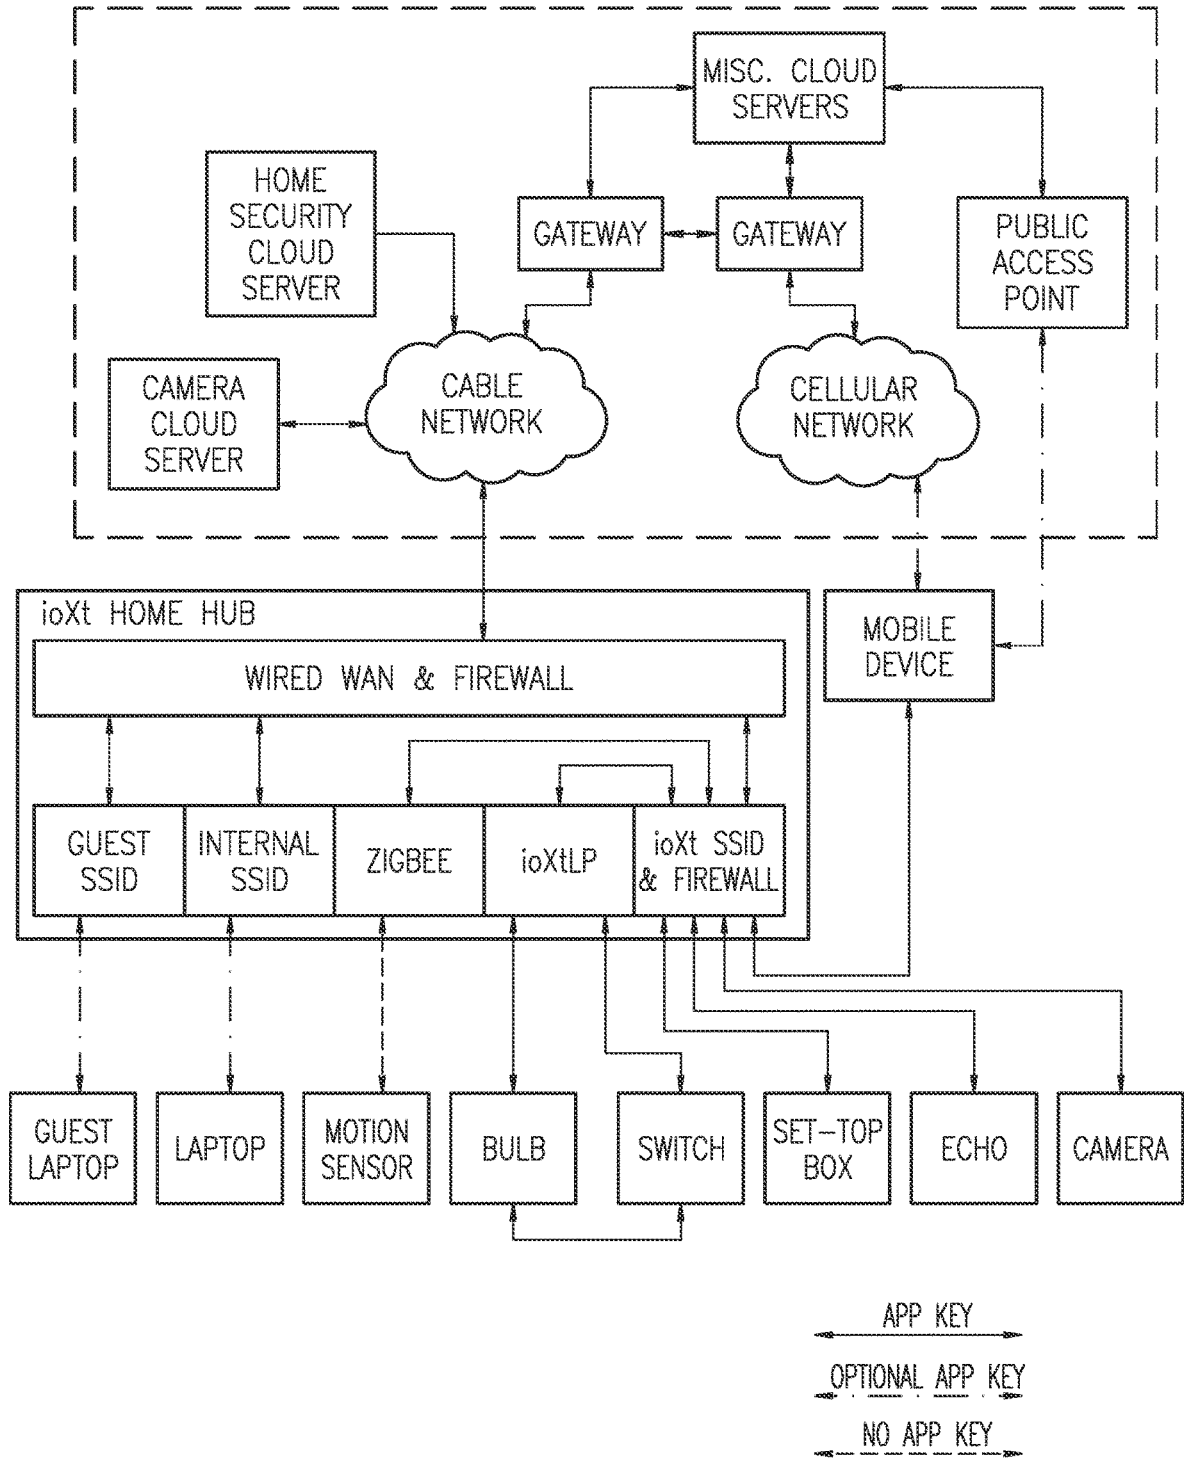 MISC. CLOUD
SERVERS
HOME
SECURITY
CLOUD
SERVER
GATEWAY
GATEWAY
PUBLIC
ACCESS
POINT
CAMERA
CLOUD
SERVER
CABLE
NETWORK
CELLULAR
NETWORK
ioXt HOME HUB
MOBILE
DEVICE
WIRED WAN & FIREWALL
GUEST
SSID
INTERNAL
SSID
ZIGBEE
ioXtLP
ioXt SSID
& FIREWALL
GUEST
LAPTOP
LAPTOP
MOTION
SENSOR
BULB
SWITCH
SET-TOP
BOX
ECHO
CAMERA
APP KEY
OPTIONAL APP KEY
NO APP KEY